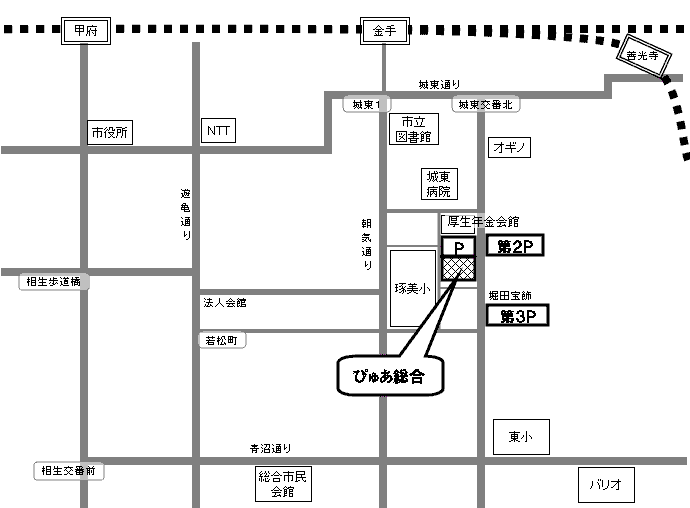 甲府
金手
善光寺
城東通り
城東1
城東交番北
市役所
NTT
市立
図書館
オギノ
城東
病院
遊亀通り
朝気通り
厚生年金会館
P
第2P
相生歩道橋
琢美小
堀田宝飾
法人会館
第3P
若松町
ぴゅあ総合
東小
青沼通り
相生交番前
総合市民
会館
バリオ